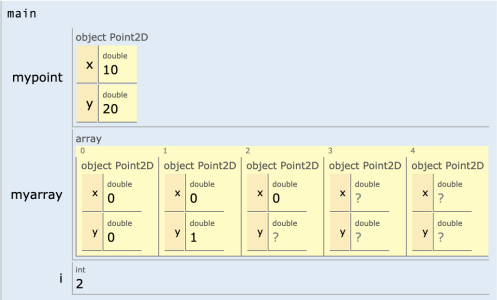 main
object Point2D
mypoint
x
double
10
y
double
20
array
0 1 2 3 4
object Point2D object Point2D object Point2D object Point2D object Point2D
myarray
double double double double double
x 0 x 0 x 0 x ? x ?
double double double double double
y 0 y 1 y ? y ? y ?
int
i 2